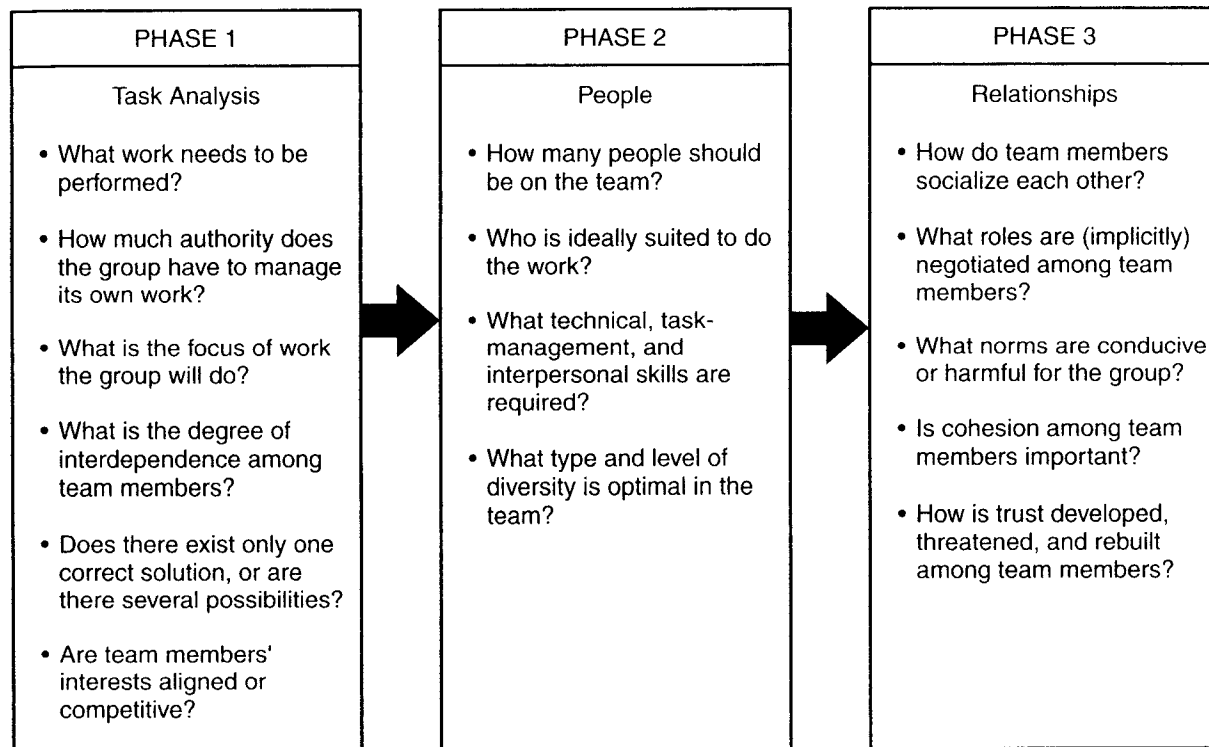 PHASE 1
Task Analysis
• What work needs to be
performed?
• How much authority does
the group have to manage
its own work?
• What is the focus of work
the group will do?
• What is the degree of
interdependence among
team members?
• Does there exist only one
correct solution, or are
there several possibilities?
• Are team members'
interests aligned or
competitive?
PHASE 2
People
• How many people should
be on the team?
• Who is ideally suited to do
the work?
• What technical, task-
management, and
interpersonal skills are
required?
• What type and level of
diversity is optimal in the
team?
PHASE 3
Relationships
• How do team members
socialize each other?
• What roles are (implicitly)
negotiated among team
members?
• What norms are conducive
or harmful for the group?
• Is cohesion among team
members important?
• How is trust developed,
threatened, and rebuilt
among team members?